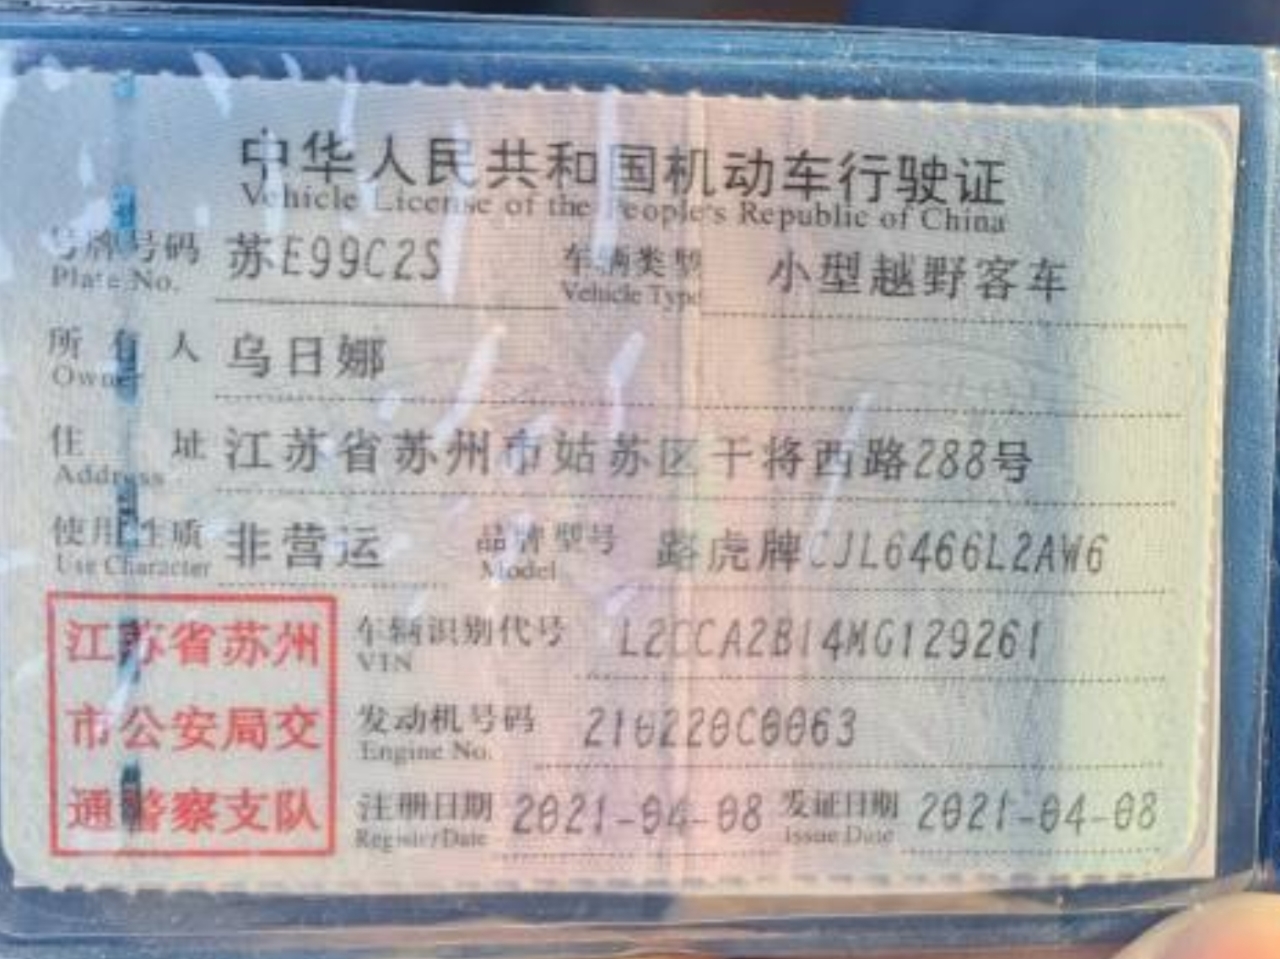 中华人民共和国机动车行驶证
Vehicle License of the People's Republic of China
号牌号码 苏E99C2S 车辆类型 小型越野客车
Plate No. Vehicle Type
所有人 乌日娜
Owner
住址 江苏省苏州市姑苏区干将西路288号
Address
使用性质 非营运 品牌型号 路虎牌CJL6466L2AW6
Use Character Model
江苏省苏州
市公安局交
通警察支队
车辆识别代号 L2CCA2B14MG129261
VIN
发动机号码 210220C0063
Engine No.
注册日期 2021-04-08 发证日期 2021-04-08
Register Date Issue Date